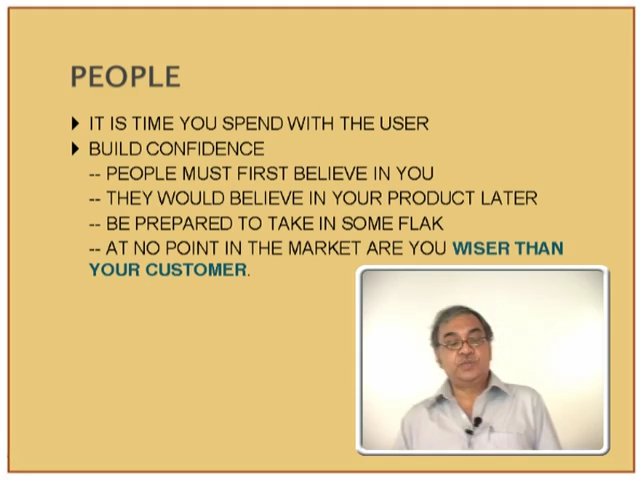 PEOPLE
IT IS TIME YOU SPEND WITH THE USER
BUILD CONFIDENCE
-- PEOPLE MUST FIRST BELIEVE IN YOU
-- THEY WOULD BELIEVE IN YOUR PRODUCT LATER
-- BE PREPARED TO TAKE IN SOME FLAK
-- AT NO POINT IN THE MARKET ARE YOU WISER THAN
YOUR CUSTOMER.